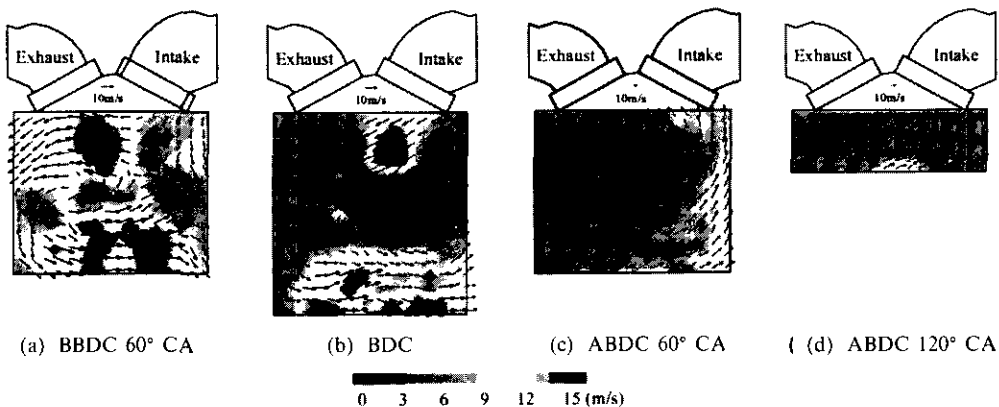 Exhaust Intake Exhaust Intake Exhaust Intake Exhaust Intake
10m/s 10m/s 10m/s 10m/s
(a) BBDC 60° CA (b) BDC (c) ABDC 60° CA ( (d) ABDC 120° CA
0 3 6 9 12 15 (m/s)